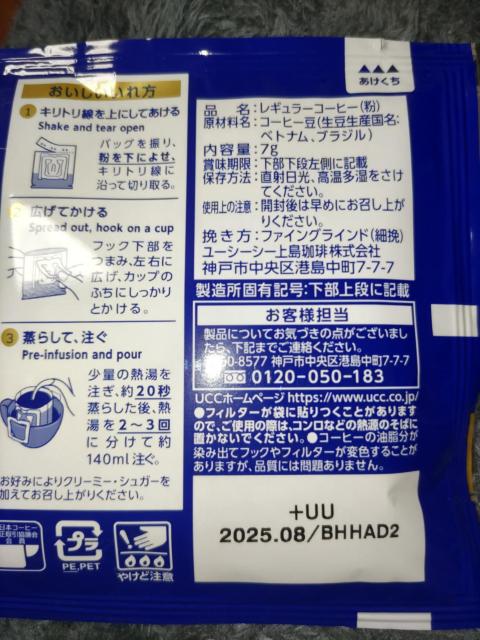 おいしいいれ方
1 キリトリ線を上にしてあける
Shake and tear open
バッグを振り、
粉を下によせ、
キリトリ線に
沿って切り取る。
2 広げてかける
Spread out, hook on a cup
フック下部を
つまみ、左右に
広げ、カップの
ふちにしっかり
とかける。
3 蒸らして、注ぐ
Pre-infusion and pour
少量の熱湯を
注ぎ、約20秒
蒸らした後、熱
湯を2～3回
に分けて約
140ml注ぐ。
お好みによりクリーミー・シュガーを
加えてお召し上がりください。
日本コーヒー
公正取引協議会
会員
プラ
PE,PET
やけど注意
あけくち
品名:レギュラーコーヒー(粉)
原材料名:コーヒー豆(生豆生産国名:
ベトナム、ブラジル)
内容量:7g
賞味期限:下部下段左側に記載
保存方法:直射日光、高温多湿をさけ
てください。
使用上の注意:開封後は早めにお召し上が
りください。
挽き方:ファイングラインド(細挽)
ユーシーシー上島珈琲株式会社
神戸市中央区港島中町7-7-7
製造所固有記号:下部上段に記載
お客様担当
製品についてお気づきの点がございまし
たら、下記までご連絡ください。
650-8577 神戸市中央区港島中町7-7-7
0120-050-183
UCCホームページ https://www.ucc.co.jp/
●フィルターが袋に貼りつくことがあります
ので、ご使用の際は、コンロなどの熱源のそばに
置かないでください。●コーヒーの油脂分が
染み出てフックやフィルターが変色することが
ありますが、品質には問題ありません。
+UU
2025.08/BHHAD2